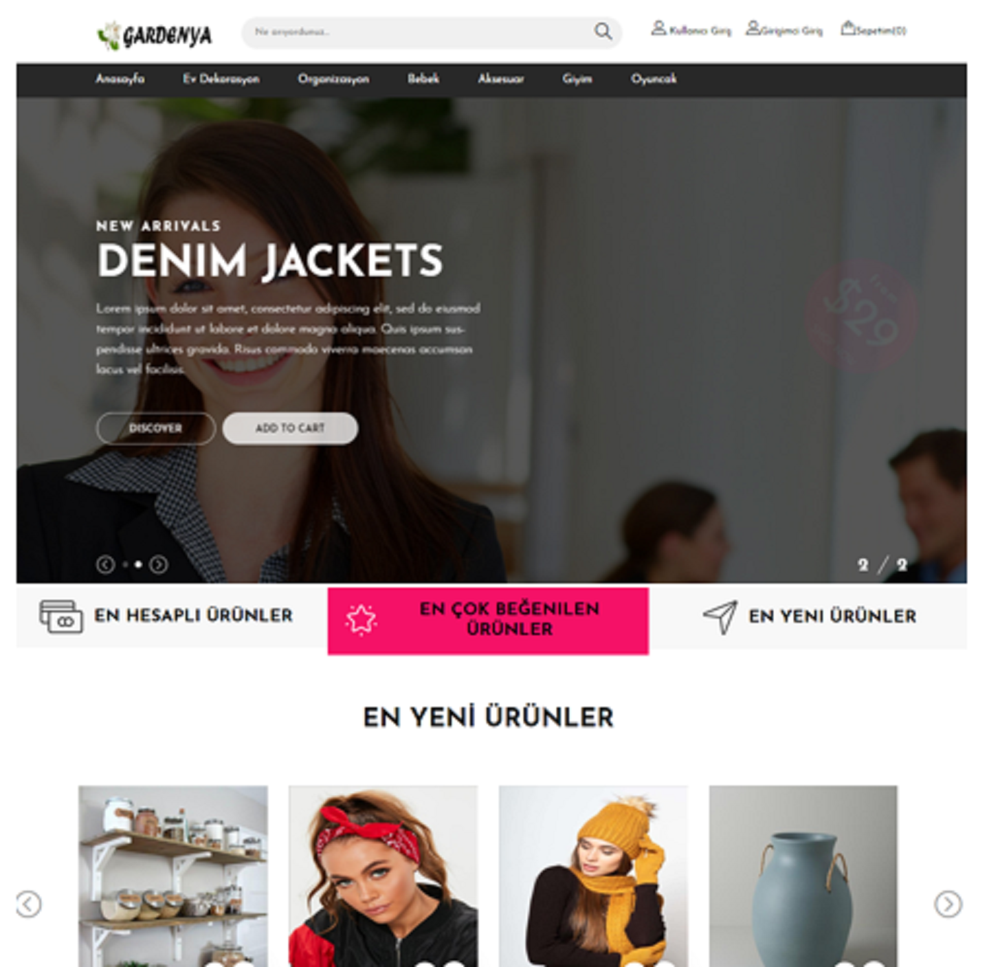 GARDENYA
Ne arıyordunuz..
Kullanıcı Giriş
Girişimci Giriş
Sepetim(0)
Anasayfa Ev Dekorasyon Organizasyon Bebek Aksesuar Giyim Oyuncak
NEW ARRIVALS
DENIM JACKETS
Lorem ipsum dolor sit amet, consectetur adipiscing elit, sed do eiusmod
tempor incididunt ut labore et dolore magna aliqua. Quis ipsum sus-
pendisse ultrices gravida. Risus commodo viverra maecenas accumsan
lacus vel facilisis.
from
$29
DISCOVER
ADD TO CART
2 / 2
EN HESAPLI ÜRÜNLER
EN ÇOK BEĞENILEN
ÜRÜNLER
EN YENI ÜRÜNLER
EN YENİ ÜRÜNLER